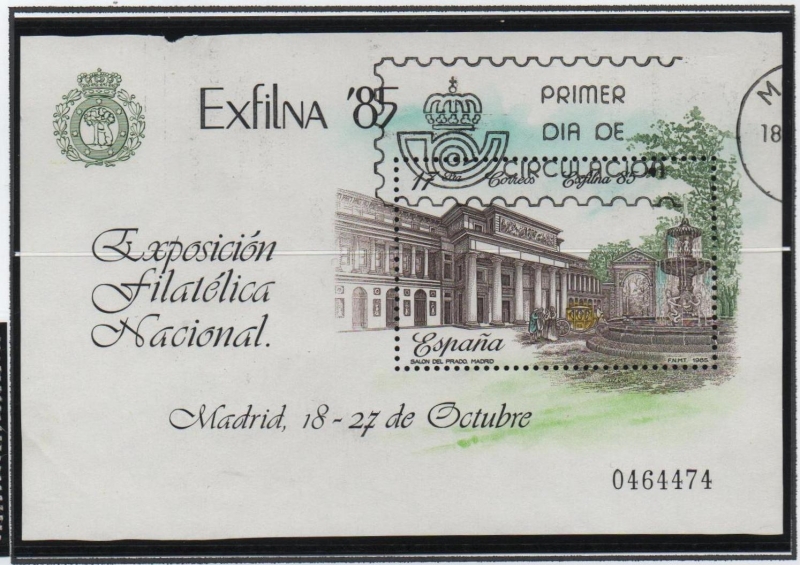 Exfilna '85
PRIMER
DIA DE
CIRCULACION
17 Pta Correos Exfilna 85
M
18
Exposición
Filatélica
Nacional.
España
SALON DEL PRADO. MADRID
F.N.M.T. 1985
Madrid, 18-27 de Octubre
0464474